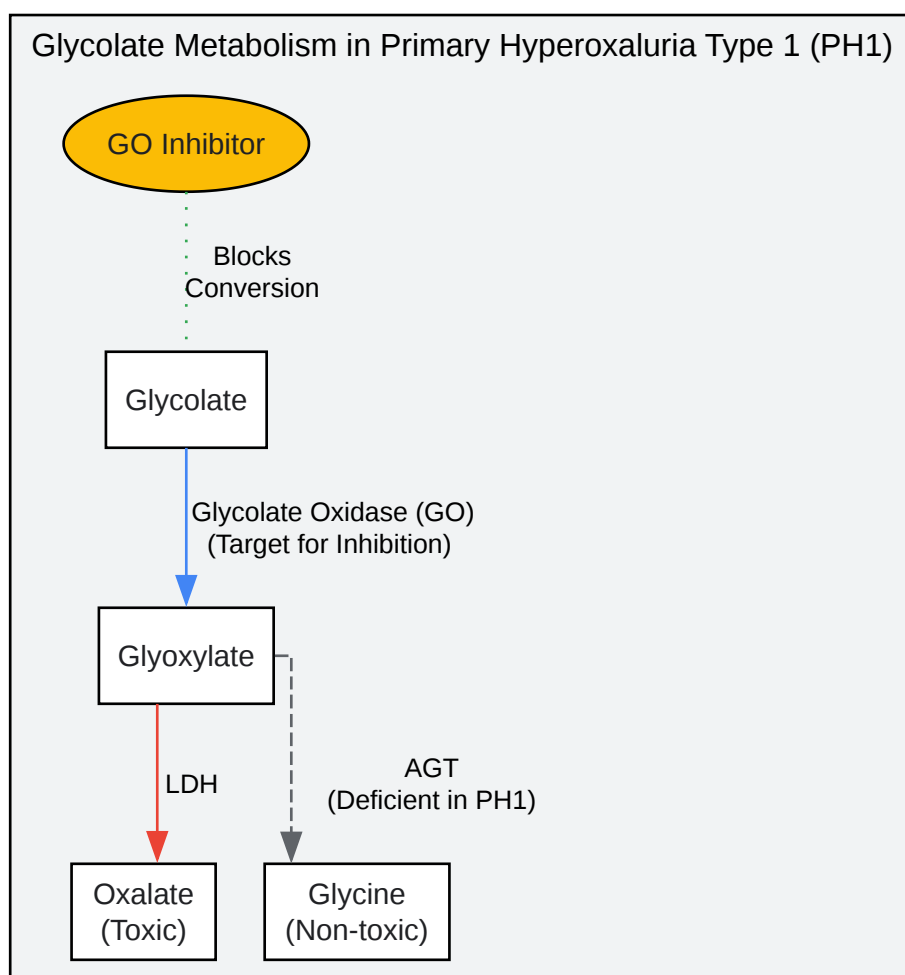 Glycolate Metabolism in Primary Hyperoxaluria Type 1 (PH1)
GO Inhibitor
Blocks
Conversion
Glycolate
Glycolate Oxidase (GO)
(Target for Inhibition)
Glyoxylate
LDH
AGT
(Deficient in PH1)
Oxalate
(Toxic)
Glycine
(Non-toxic)